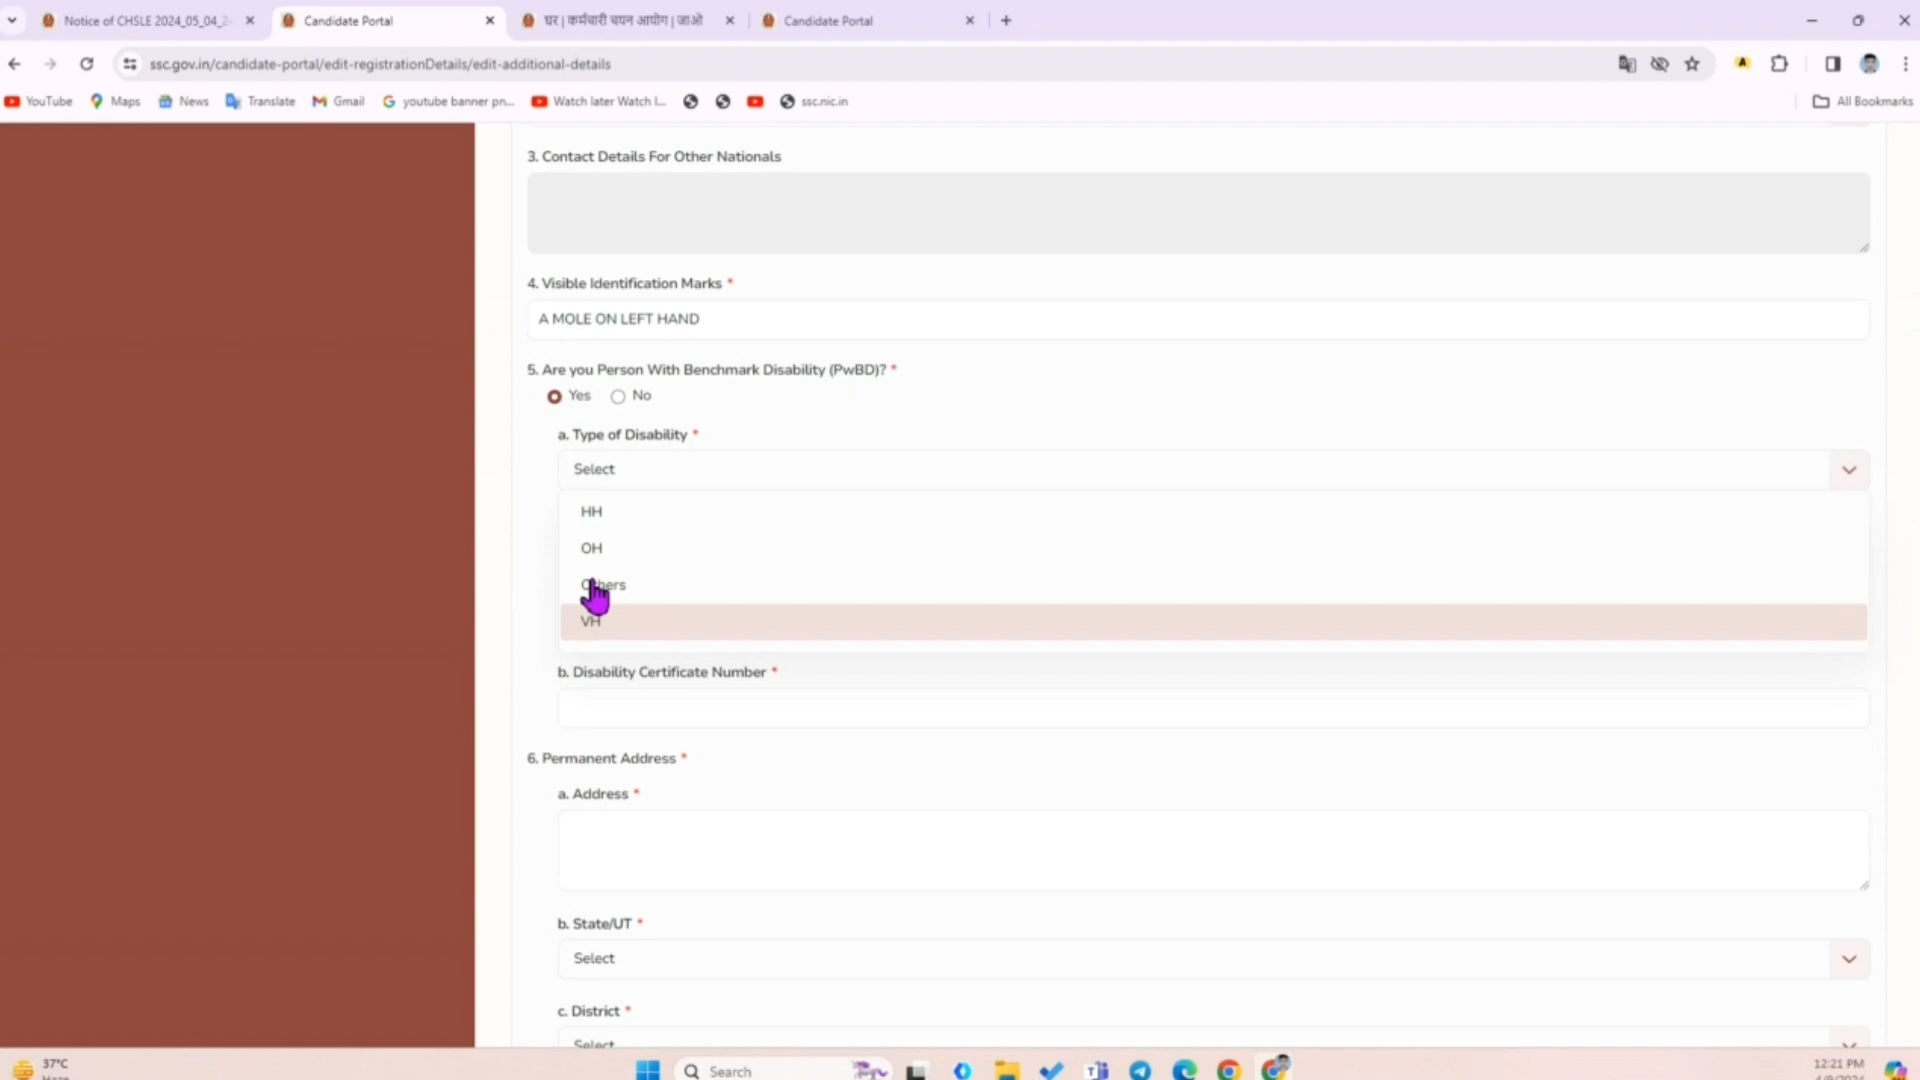 Notice of CHSLE 2024_05_04_2
Candidate Portal
घर | कर्मचारी चयन आयोग | जाओ
Candidate Portal
ssc.gov.in/candidate-portal/edit-registrationDetails/edit-additional-details
A
YouTube
Maps
News
Translate
Gmail
youtube banner pn...
Watch later Watch l...
ssc.nic.in
All Bookmarks
3. Contact Details For Other Nationals
4. Visible Identification Marks *
A MOLE ON LEFT HAND
5. Are you Person With Benchmark Disability (PwBD)? *
Yes No
a. Type of Disability *
Select
HH
OH
Others
VH
b. Disability Certificate Number *
6. Permanent Address *
a. Address *
b. State/UT *
Select
c. District *
Select
37°C
Haze
Search
12:21 PM